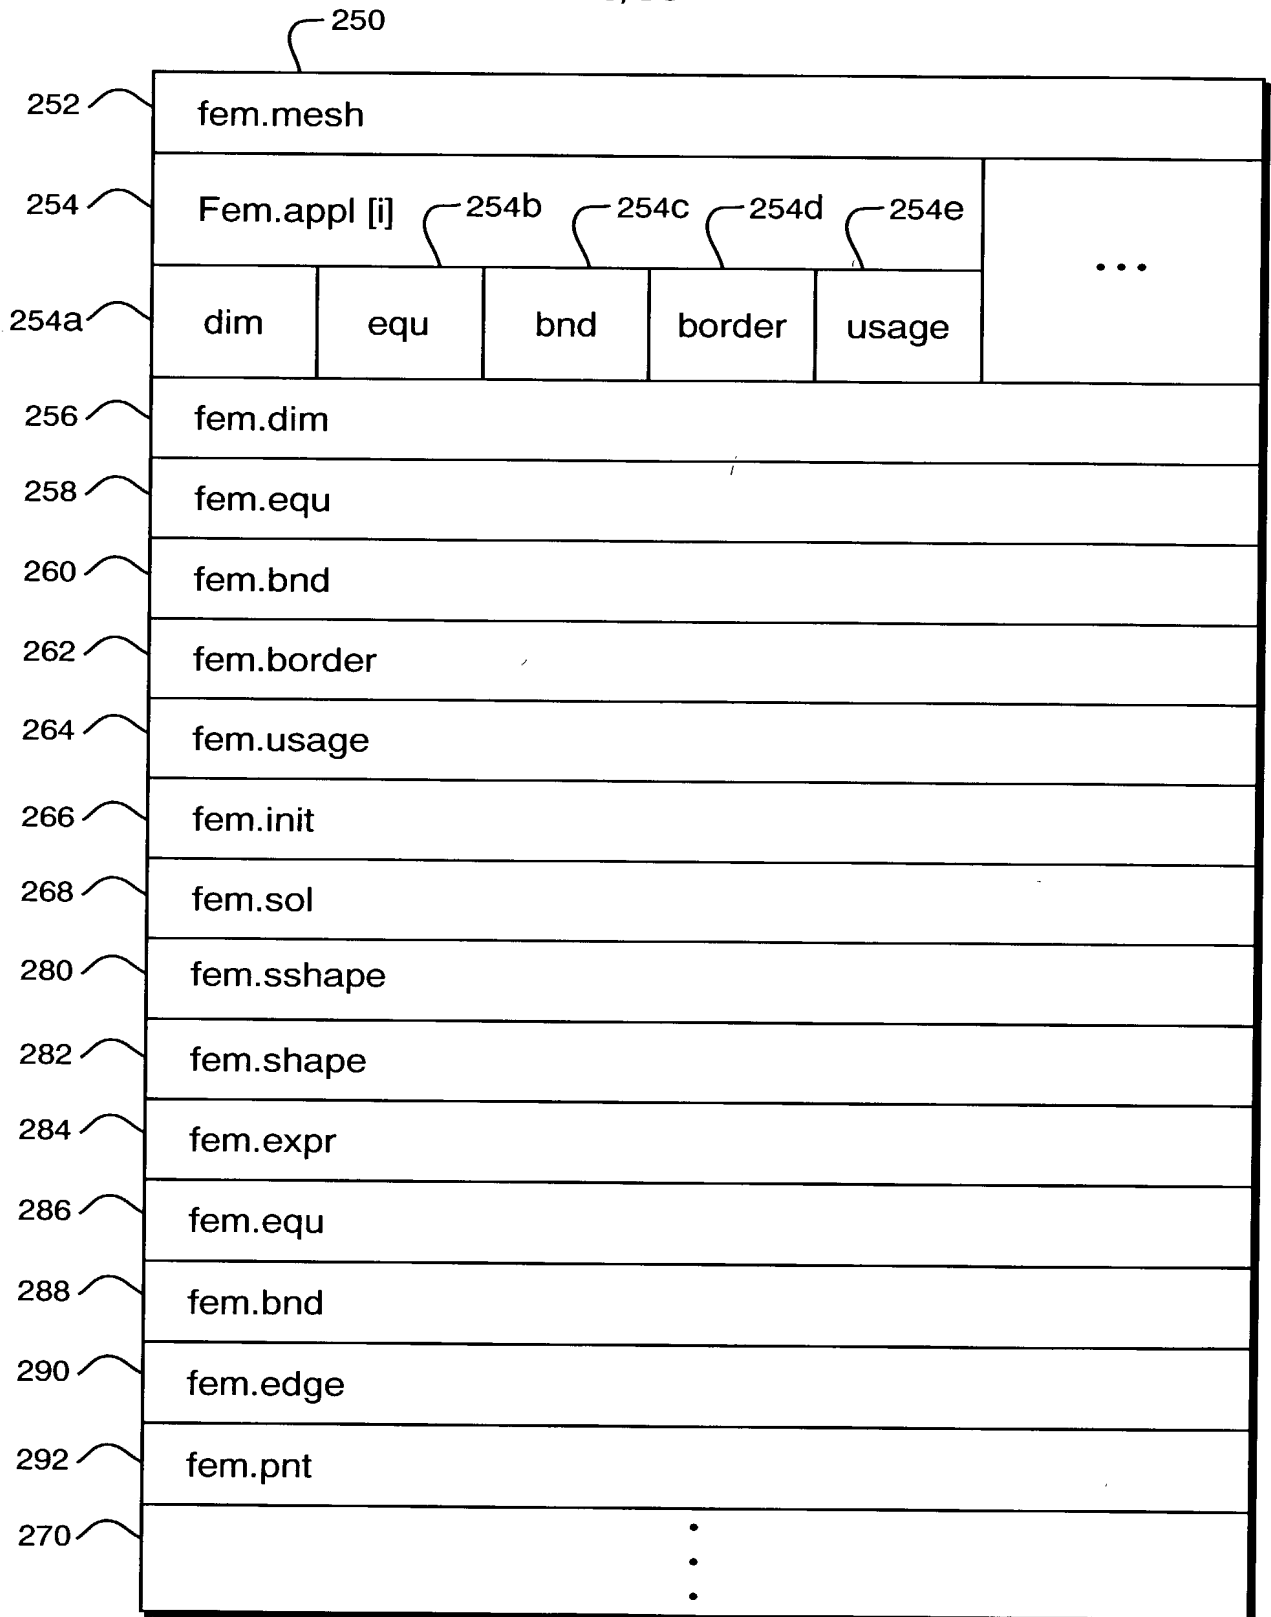 250
252 fem.mesh
254 Fem.appl [i] 254b 254c 254d 254e
...
254a dim equ bnd border usage
256 fem.dim
258 fem.equ
260 fem.bnd
262 fem.border
264 fem.usage
266 fem.init
268 fem.sol
280 fem.sshape
282 fem.shape
284 fem.expr
286 fem.equ
288 fem.bnd
290 fem.edge
292 fem.pnt
270